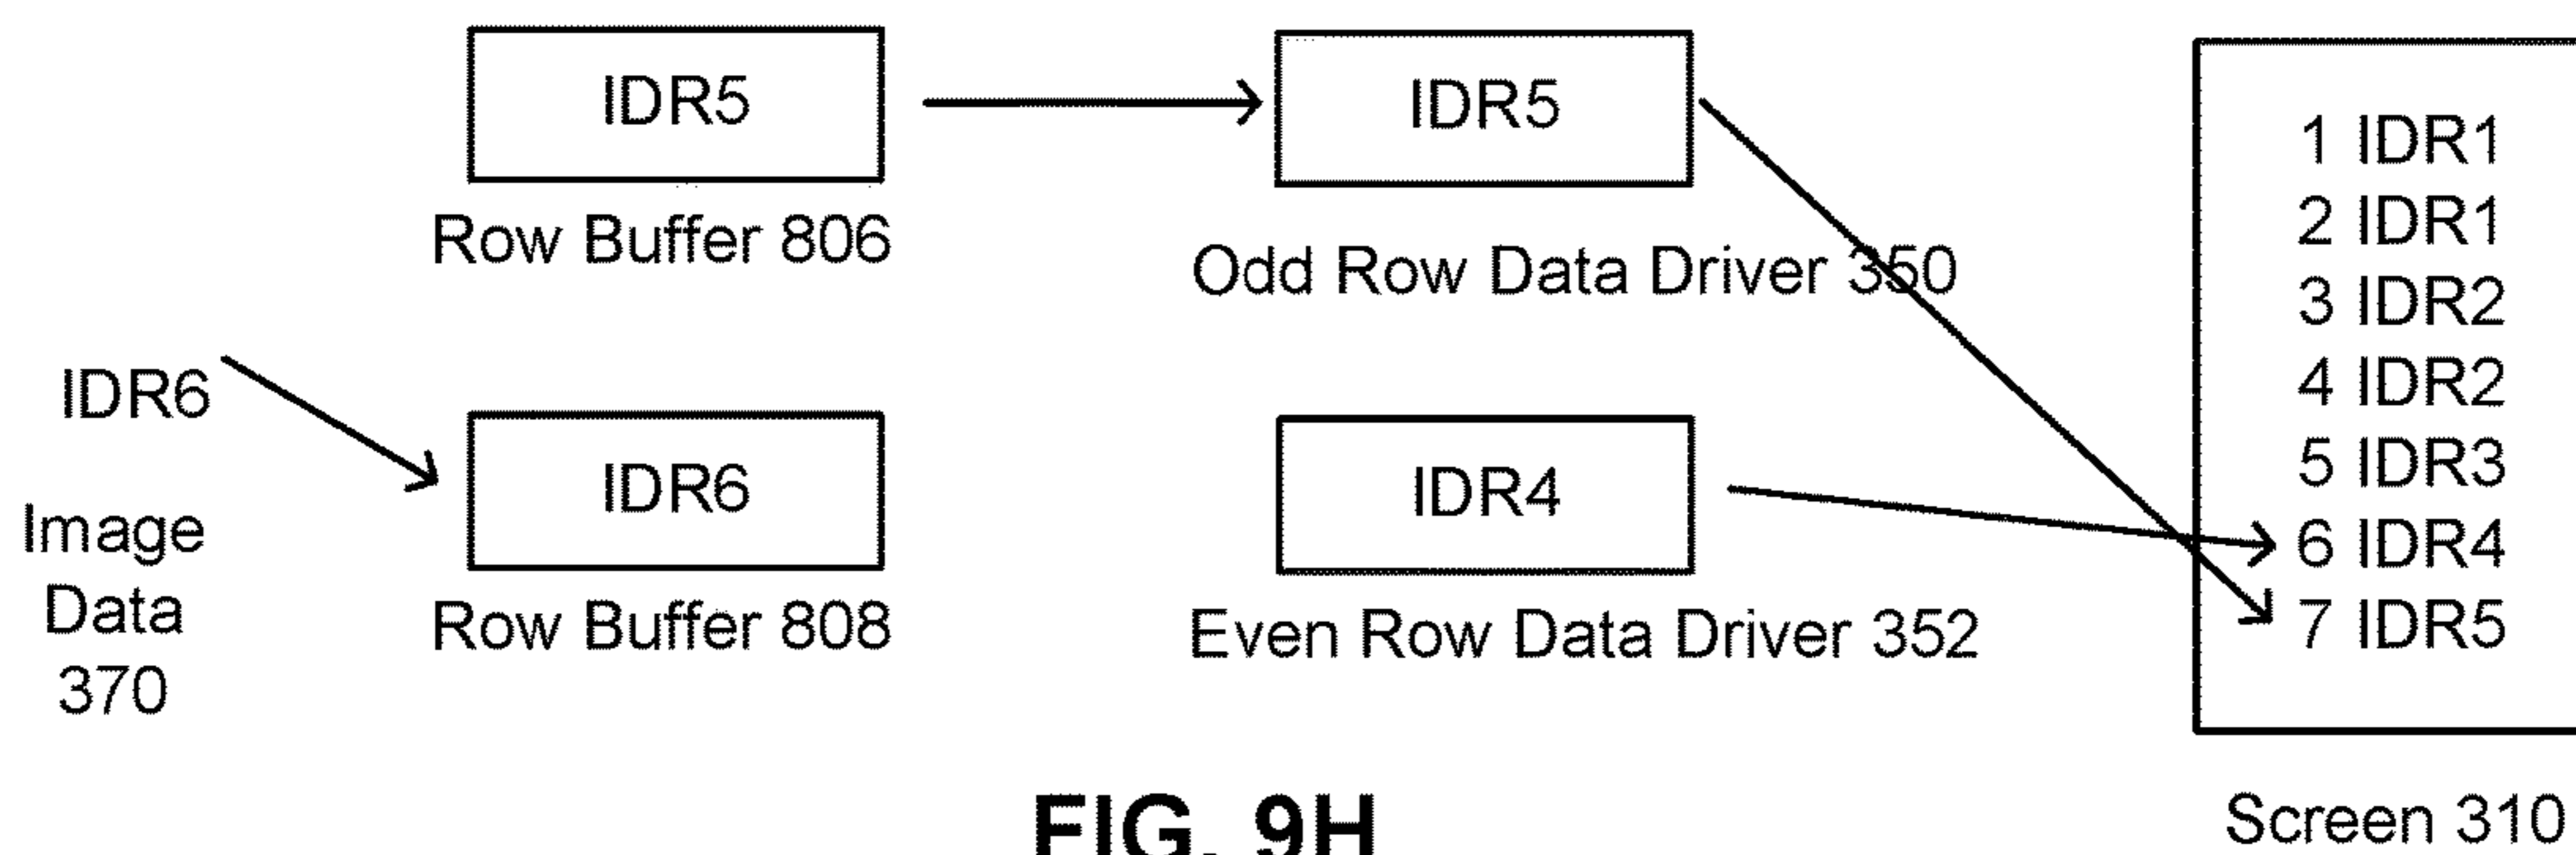 IDR5
Row Buffer 806
IDR5
Odd Row Data Driver 350
IDR6
Image
Data
370
IDR6
Row Buffer 808
IDR4
Even Row Data Driver 352
1 IDR1
2 IDR1
3 IDR2
4 IDR2
5 IDR3
6 IDR4
7 IDR5
Screen 310
FIG. 9H